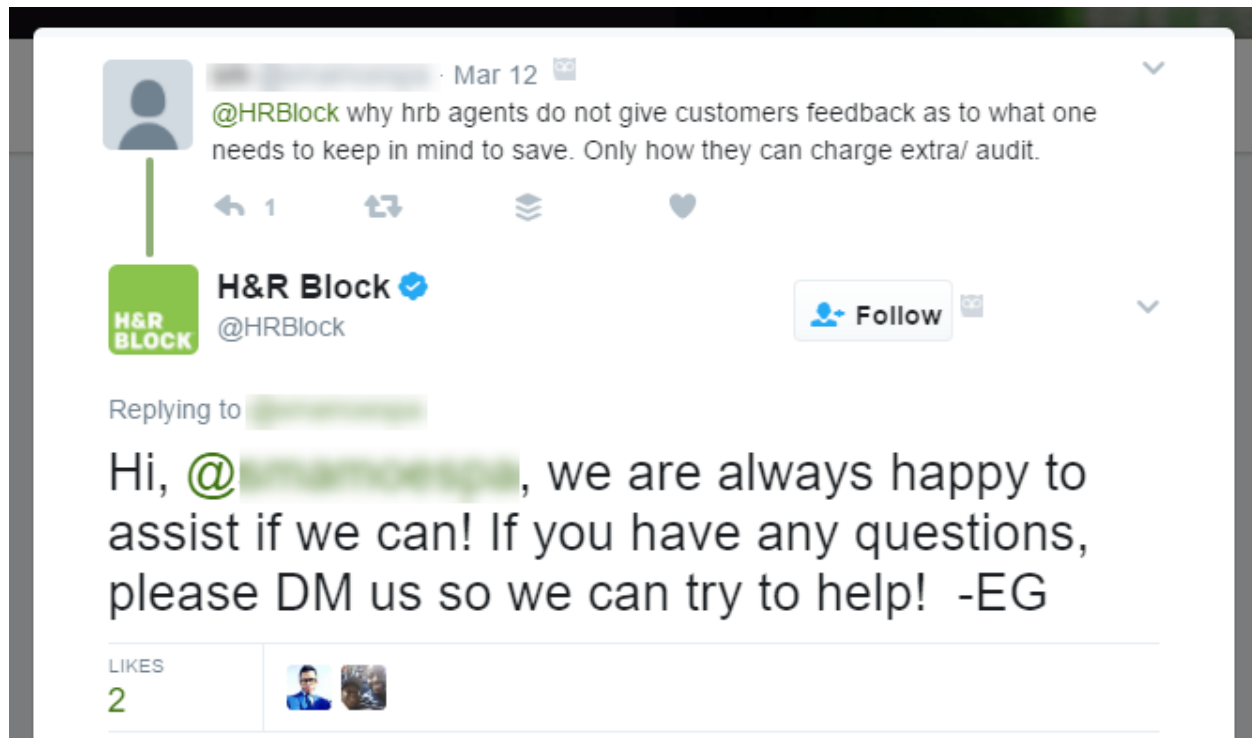 · Mar 12
@HRBlock why hrb agents do not give customers feedback as to what one
needs to keep in mind to save. Only how they can charge extra/ audit.
1
H&R Block
@HRBlock
H&R
BLOCK
Follow
Replying to
Hi, @, we are always happy to
assist if we can! If you have any questions,
please DM us so we can try to help! -EG
LIKES
2